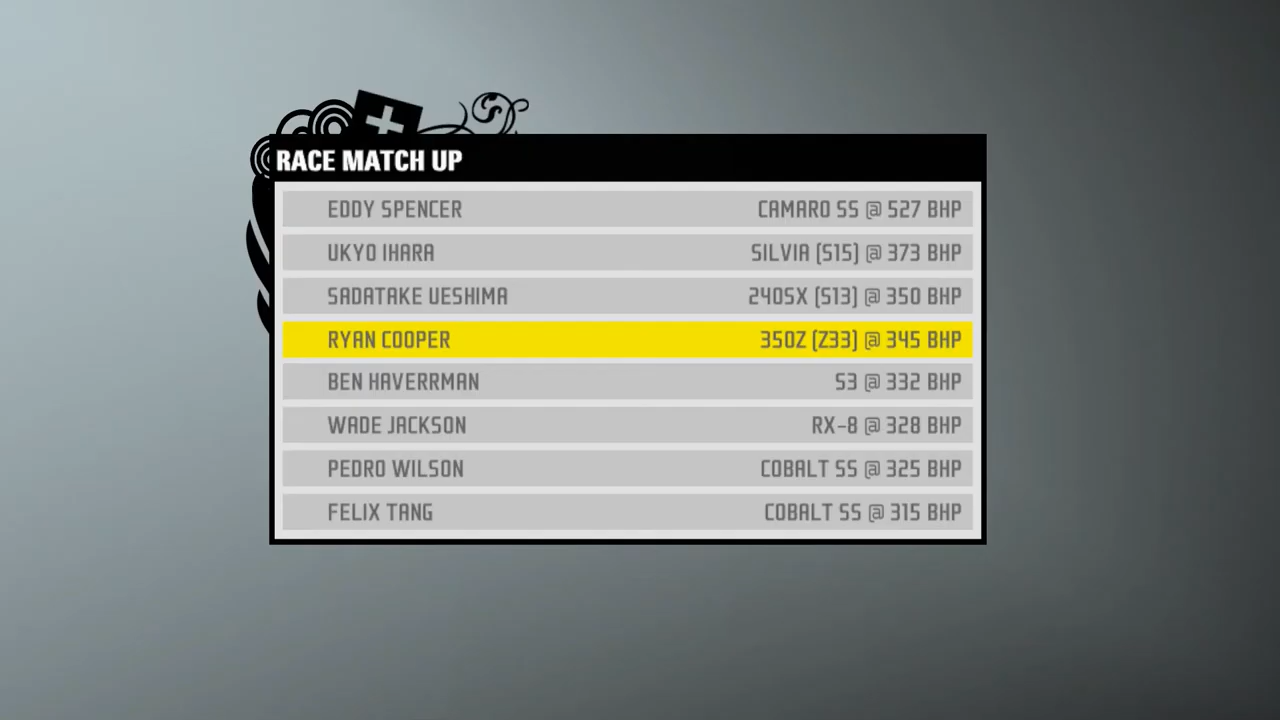 RACE MATCH UP
EDDY SPENCER CAMARO SS @ 527 BHP
UKYO IHARA SILVIA (S15) @ 373 BHP
SADATAKE UESHIMA 240SX (S13) @ 350 BHP
RYAN COOPER 350Z (Z33) @ 345 BHP
BEN HAVERRMAN S3 @ 332 BHP
WADE JACKSON RX-8 @ 328 BHP
PEDRO WILSON COBALT SS @ 325 BHP
FELIX TANG COBALT SS @ 315 BHP